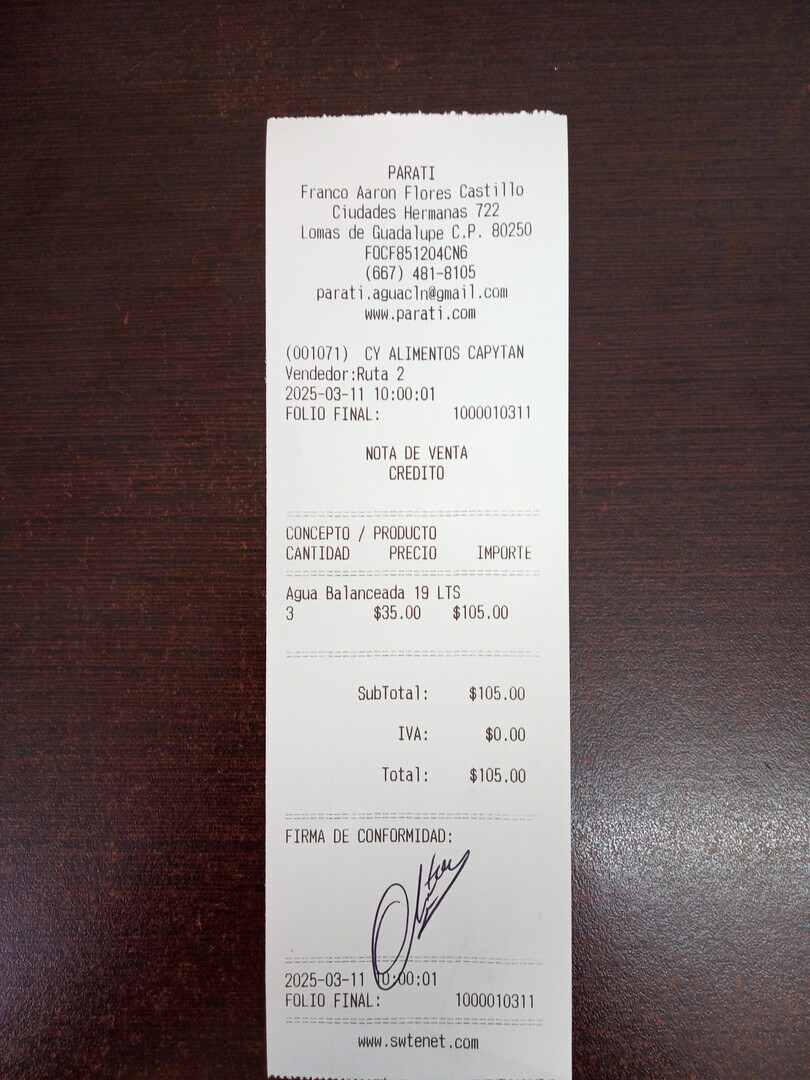 PARATI
Franco Aaron Flores Castillo
Ciudades Hermanas 722
Lomas de Guadalupe C.P. 80250
FOCF851204CN6
(667) 481-8105
parati.aguacln@gmail.com
www.parati.com
(001071) CY ALIMENTOS CAPYTAN
Vendedor:Ruta 2
2025-03-11 10:00:01
FOLIO FINAL: 1000010311
NOTA DE VENTA
CREDITO
CONCEPTO / PRODUCTO
CANTIDAD PRECIO IMPORTE
Agua Balanceada 19 LTS
3 $35.00 $105.00
SubTotal: $105.00
IVA: $0.00
Total: $105.00
FIRMA DE CONFORMIDAD:
2025-03-11 10:00:01
FOLIO FINAL: 1000010311
www.swtenet.com